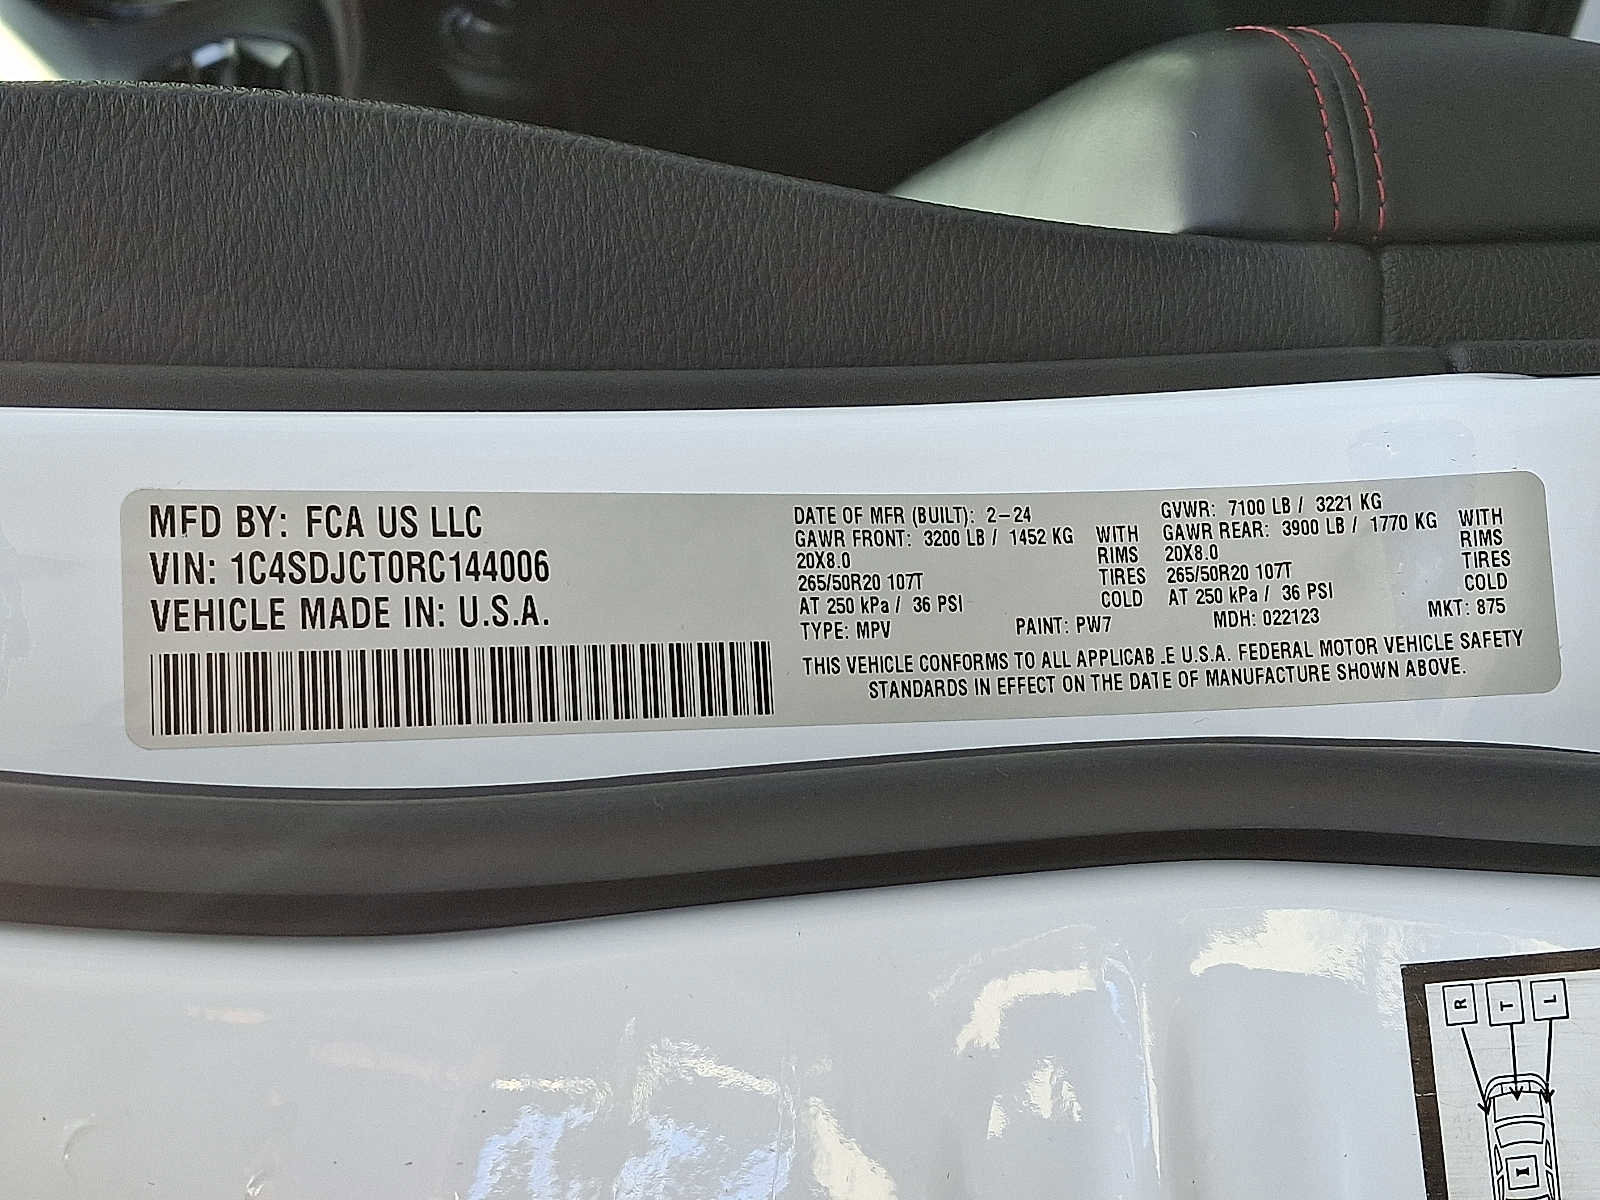 MFD BY: FCA US LLC
VIN: 1C4SDJCT0RC144006
VEHICLE MADE IN: U.S.A.
DATE OF MFR (BUILT): 2-24
GAWR FRONT: 3200 LB / 1452 KG WITH
20X8.0 RIMS
265/50R20 107T TIRES
AT 250 kPa / 36 PSI COLD
TYPE: MPV
GVWR: 7100 LB / 3221 KG
GAWR REAR: 3900 LB / 1770 KG WITH
20X8.0 RIMS
265/50R20 107T TIRES
AT 250 kPa / 36 PSI COLD
PAINT: PW7 MDH: 022123 MKT: 875
THIS VEHICLE CONFORMS TO ALL APPLICAB .E U.S.A. FEDERAL MOTOR VEHICLE SAFETY
STANDARDS IN EFFECT ON THE DATE OF MANUFACTURE SHOWN ABOVE.
R T L
I